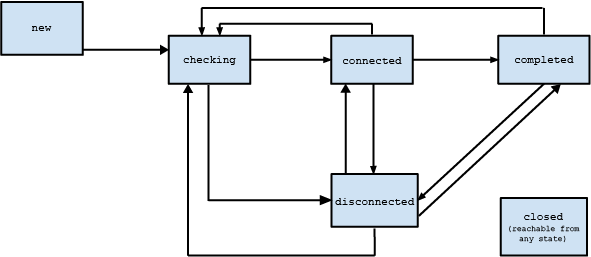 new
checking
connected
completed
disconnected
closed
(reachable from
any state)